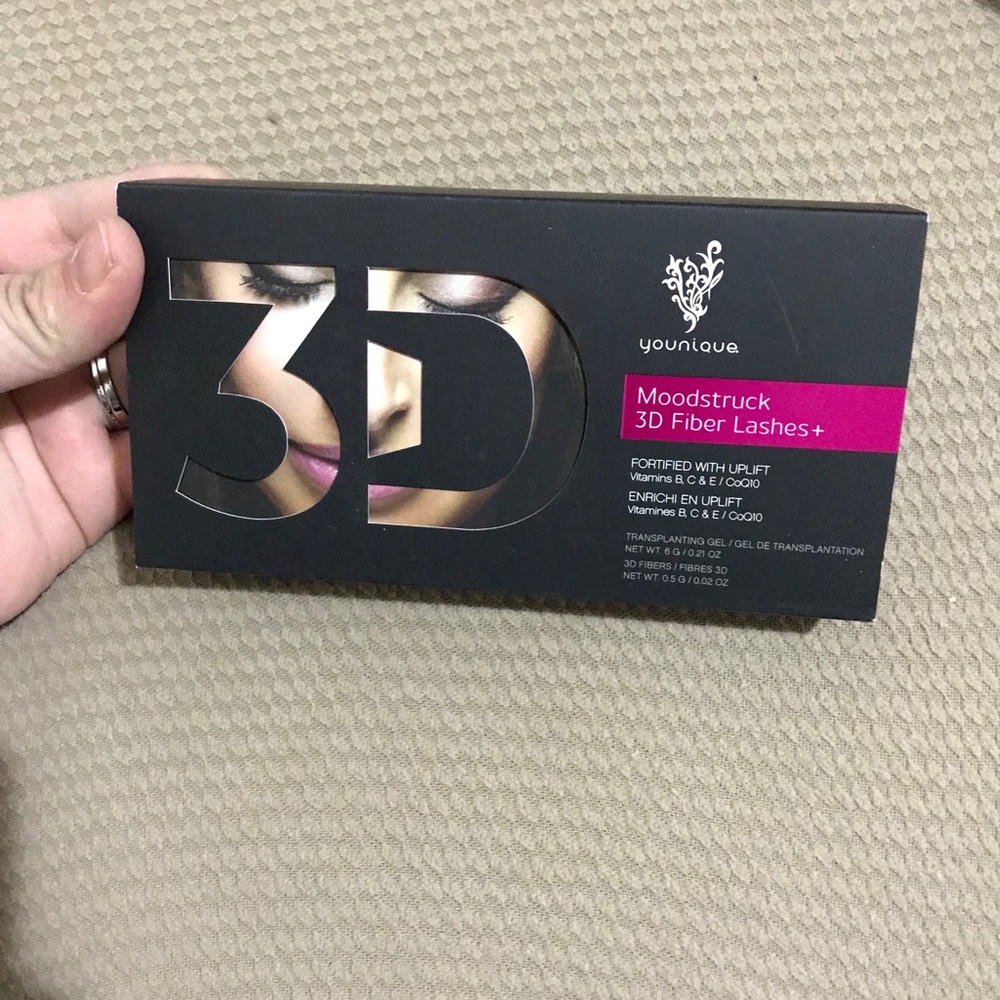 3D
younique
Moodstruck
3D Fiber Lashes+
FORTIFIED WITH UPLIFT
Vitamins B, C & E / CoQ10
ENRICHI EN UPLIFT
Vitamines B, C & E / CoQ10
TRANSPLANTING GEL / GEL DE TRANSPLANTATION
NET WT. 6 G / 0.21 OZ
3D FIBERS / FIBRES 3D
NET WT. 0.5 G / 0.02 OZ